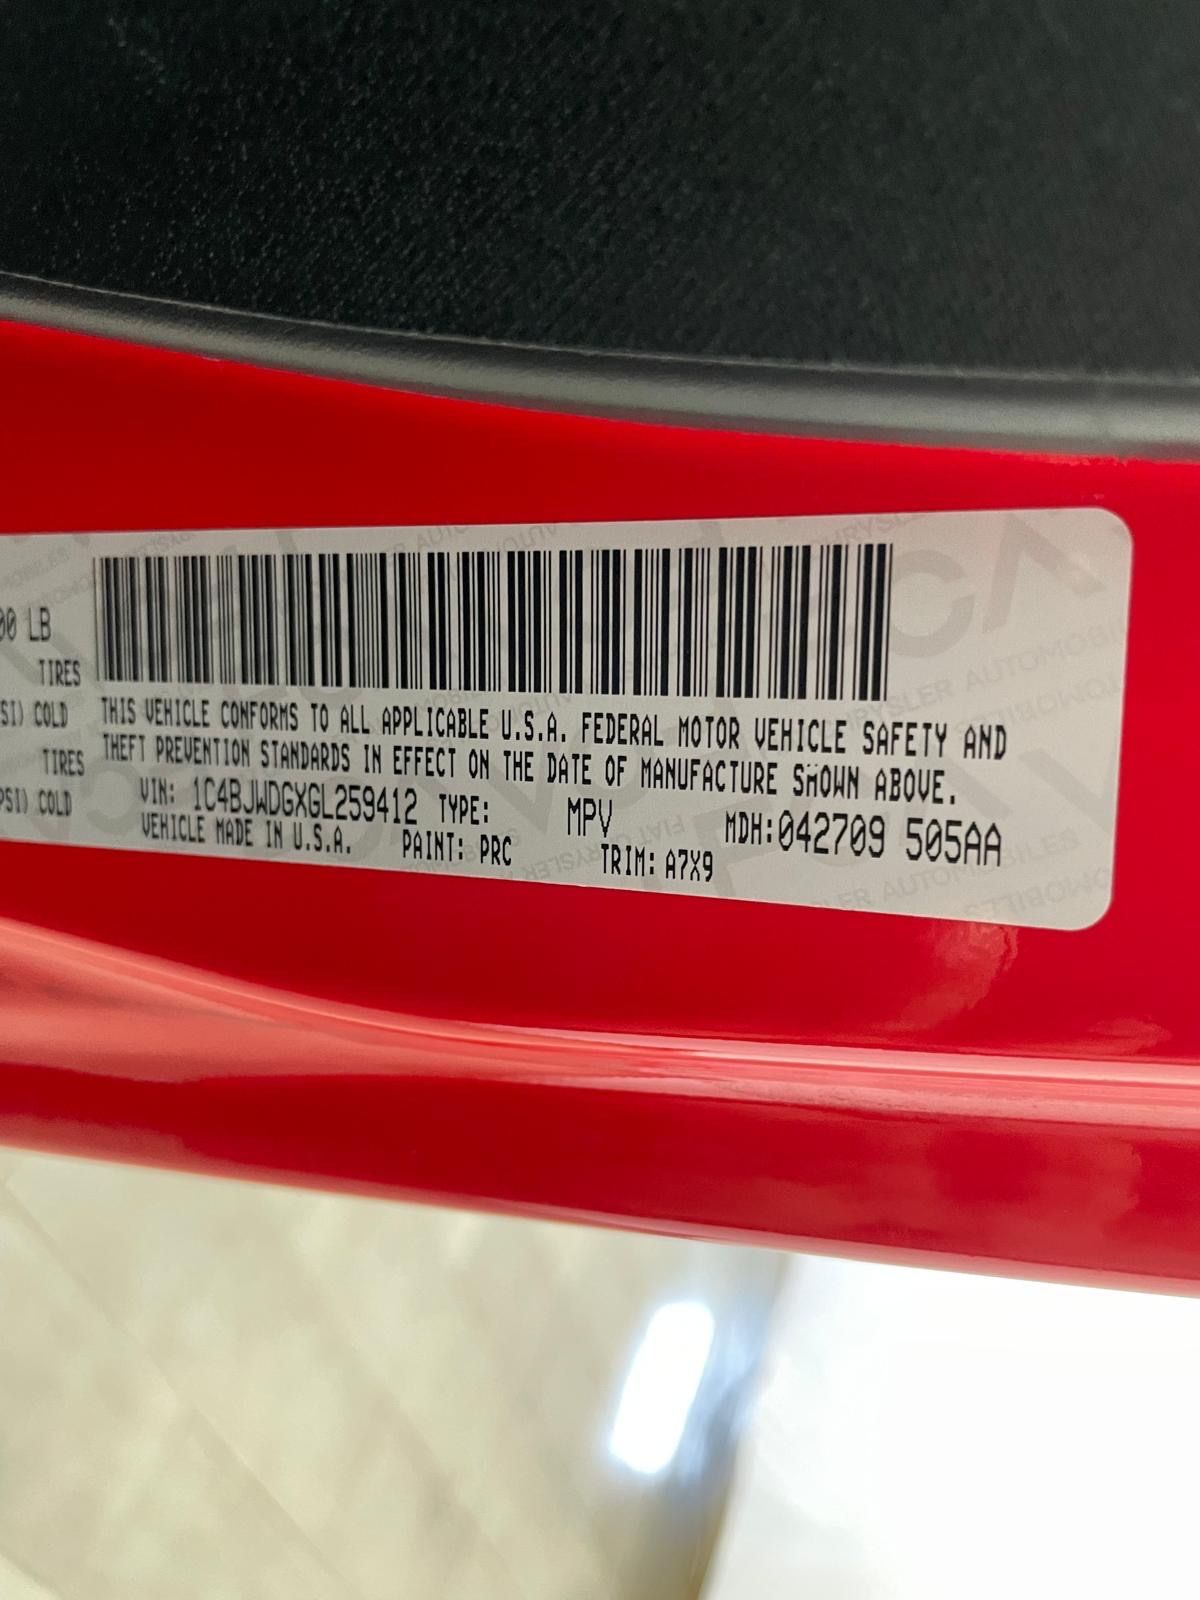 00 LB
TIRES
SI) COLD
TIRES
PSI) COLD
THIS VEHICLE CONFORMS TO ALL APPLICABLE U.S.A. FEDERAL MOTOR VEHICLE SAFETY AND
THEFT PREVENTION STANDARDS IN EFFECT ON THE DATE OF MANUFACTURE SHOWN ABOVE.
VIN: 1C4BJWDGXGL259412 TYPE: MPV MDH:042709 505AA
VEHICLE MADE IN U.S.A. PAINT: PRC TRIM: A7X9